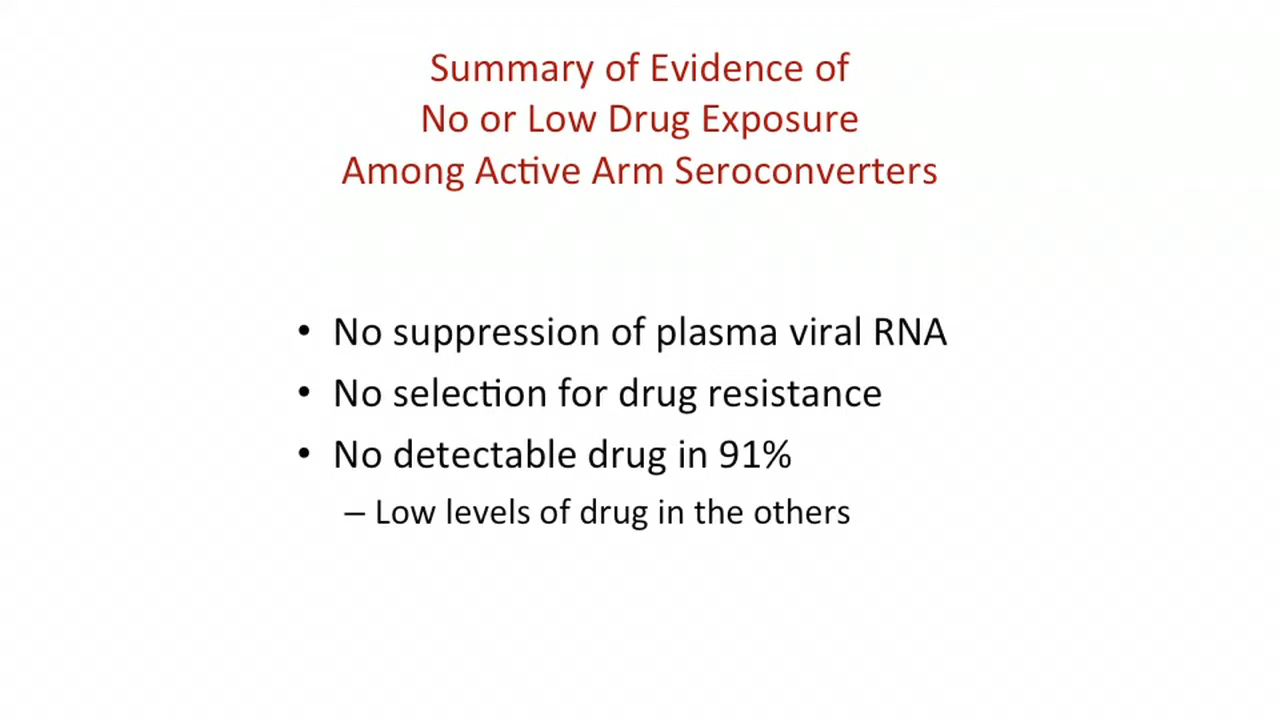 Summary of Evidence of
No or Low Drug Exposure
Among Active Arm Seroconverters
• No suppression of plasma viral RNA
• No selection for drug resistance
• No detectable drug in 91%
– Low levels of drug in the others